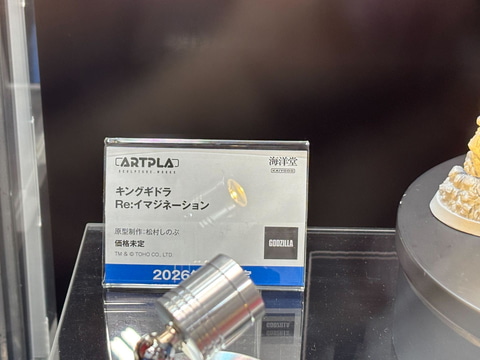 ARTPLA
SCULPTURE WORKS
海洋堂
KAIYODO
キングギドラ
Re:イマジネーション
原型制作:松村しのぶ
価格未定
GODZILLA
TM & © TOHO CO., LTD.
2026